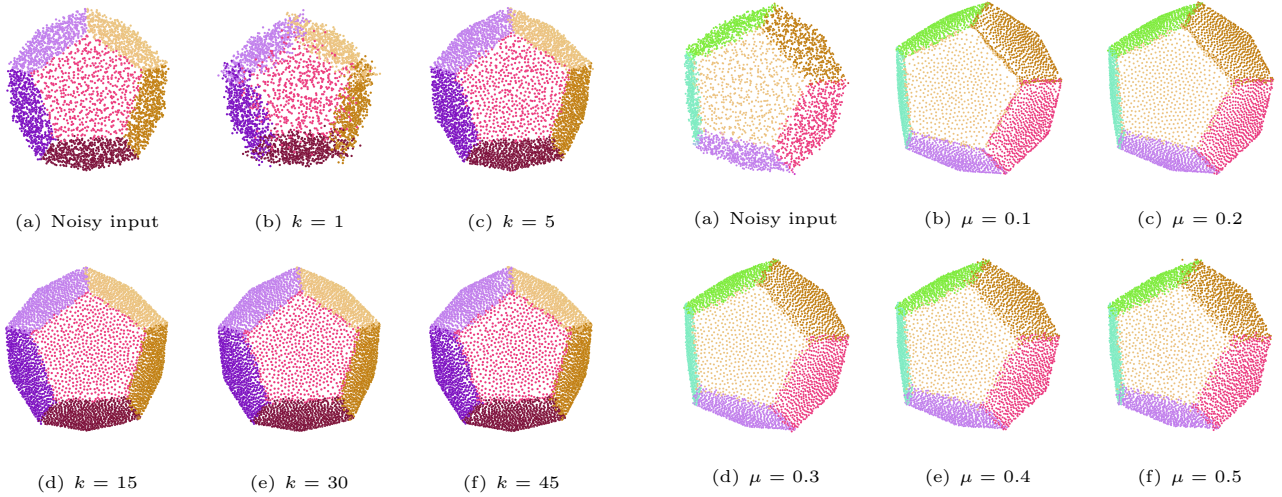 (a) Noisy input
(b) k = 1
(c) k = 5
(d) k = 15
(e) k = 30
(f) k = 45
(a) Noisy input
(b) μ = 0.1
(c) μ = 0.2
(d) μ = 0.3
(e) μ = 0.4
(f) μ = 0.5